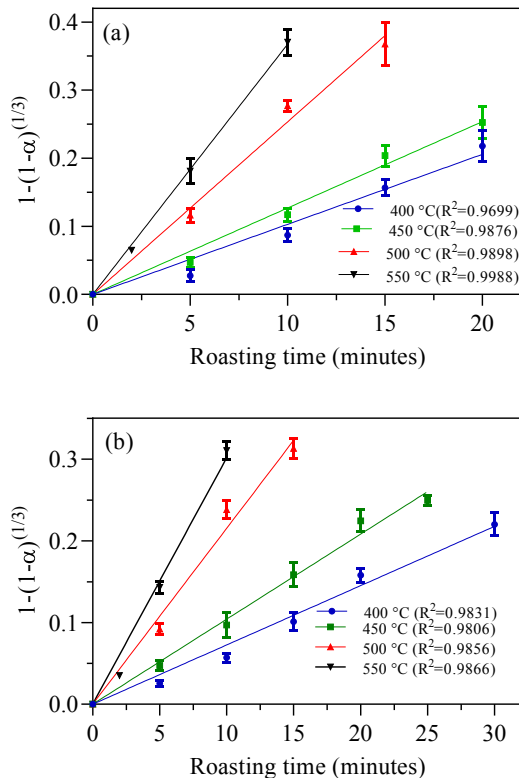 (a)
0.4
0.3
0.2
0.1
0.0
1-(1-α)^(1/3)
400 °C(R²=0.9699)
450 °C(R²=0.9876)
500 °C(R²=0.9898)
550 °C (R²=0.9988)
0 5 10 15 20
Roasting time (minutes)
(b)
0.3
0.2
0.1
0.0
1-(1-α)^(1/3)
400 °C (R²=0.9831)
450 °C (R²=0.9806)
500 °C (R²=0.9856)
550 °C (R²=0.9866)
0 5 10 15 20 25 30
Roasting time (minutes)